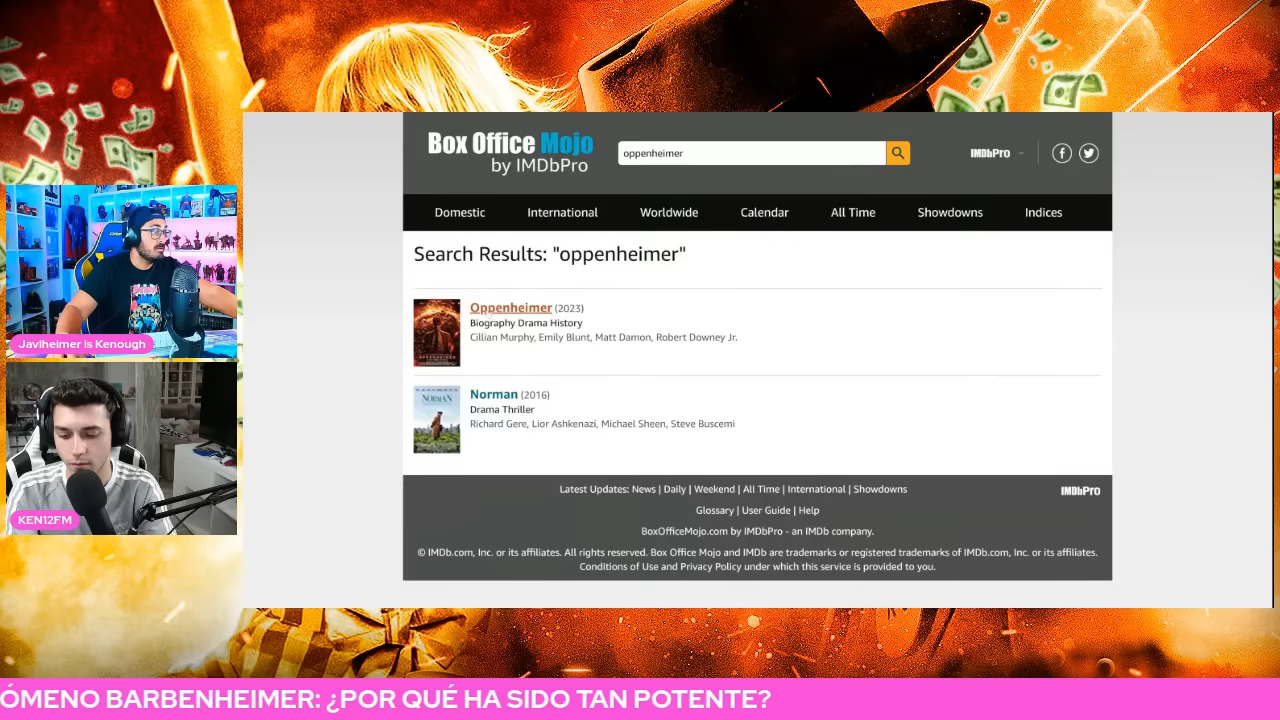 Box Office Mojo
by IMDbPro
oppenheimer
IMDbPro
Domestic International Worldwide Calendar All Time Showdowns Indices
Search Results: "oppenheimer"
Oppenheimer (2023)
Biography Drama History
Cillian Murphy, Emily Blunt, Matt Damon, Robert Downey Jr.
NORMAN
Norman (2016)
Drama Thriller
Richard Gere, Lior Ashkenazi, Michael Sheen, Steve Buscemi
Latest Updates: News | Daily | Weekend | All Time | International | Showdowns
IMDbPro
Glossary | User Guide | Help
BoxOfficeMojo.com by IMDbPro - an IMDb company.
© IMDb.com, Inc. or its affiliates. All rights reserved. Box Office Mojo and IMDb are trademarks or registered trademarks of IMDb.com, Inc. or its affiliates.
Conditions of Use and Privacy Policy under which this service is provided to you.
Javiheimer is Kenough
KEN12FM
ÓMENO BARBENHEIMER: ¿POR QUÉ HA SIDO TAN POTENTE?